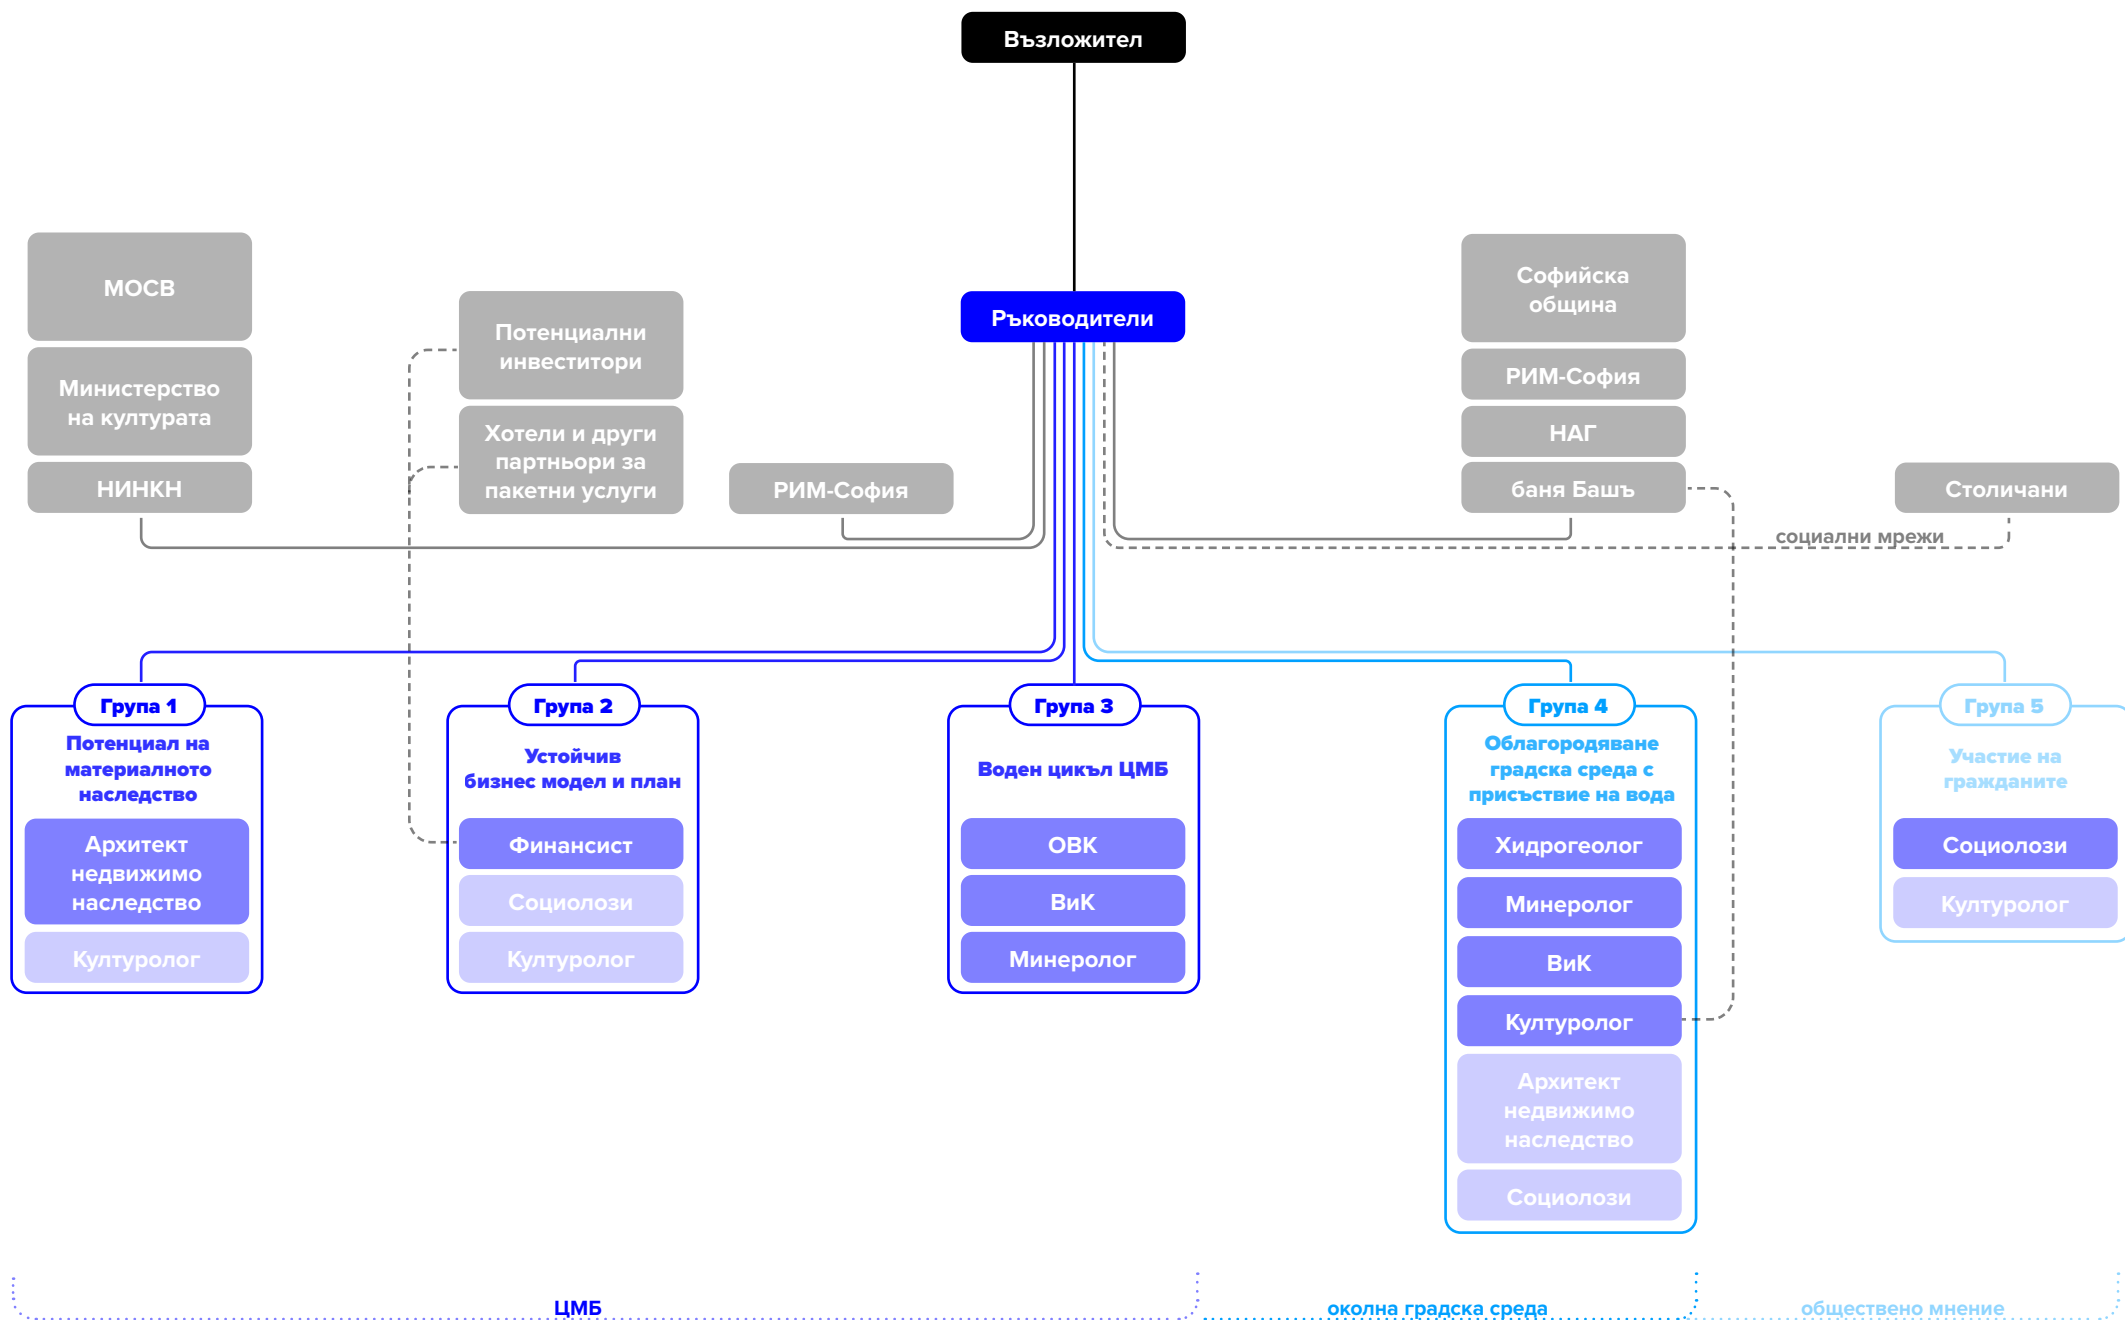 Възложител
Ръководители
МОСВ
Министерство
на културата
НИНКН
Потенциални
инвеститори
Хотели и други
партньори за
пакетни услуги
РИМ-София
Софийска
община
РИМ-София
НАГ
баня Башъ
Столичани
социални мрежи
Група 1
Потенциал на
материалното
наследство
Архитект
недвижимо
наследство
Културолог
Група 2
Устойчив
бизнес модел и план
Финансист
Социолози
Културолог
Група 3
Воден цикъл ЦМБ
ОВК
ВиК
Минеролог
Група 4
Облагородяване
градска среда с
присъствие на вода
Хидрогеолог
Минеролог
ВиК
Културолог
Архитект
недвижимо
наследство
Социолози
Група 5
Участие на
гражданите
Социолози
Културолог
ЦМБ
околна градска среда
обществено мнение